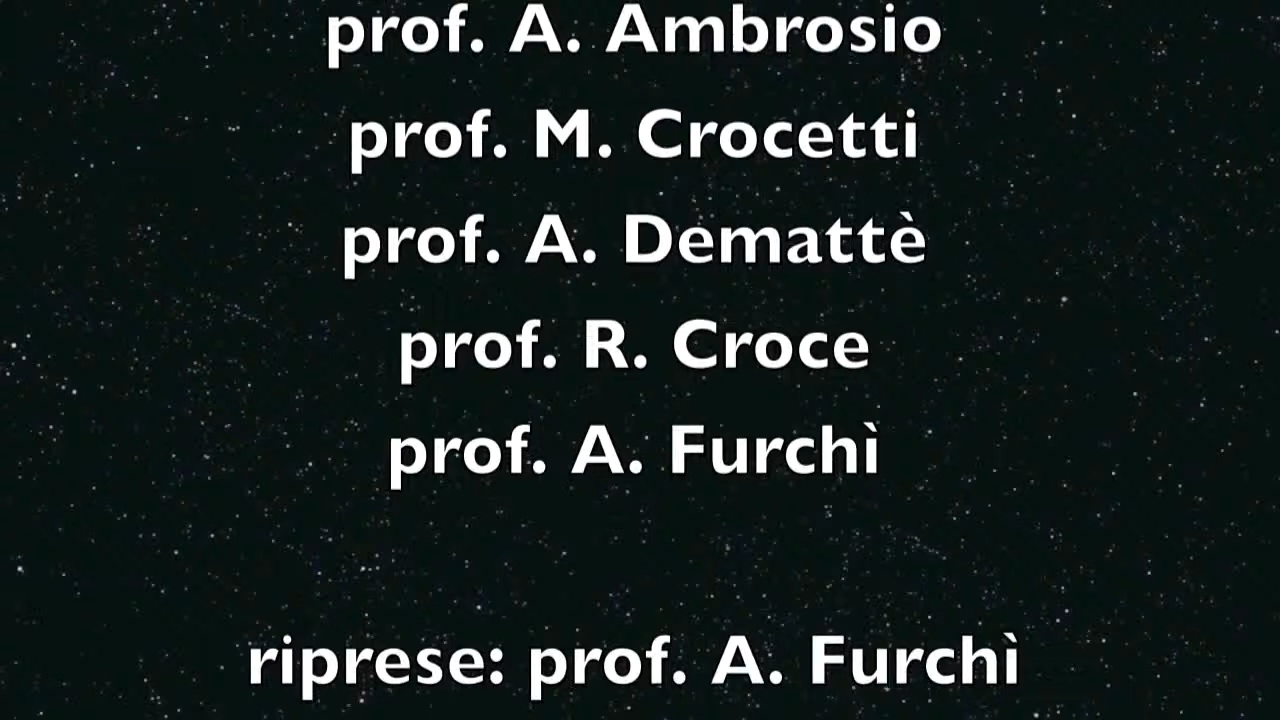 prof. A. Ambrosio
prof. M. Crocetti
prof. A. Demattè
prof. R. Croce
prof. A. Furchì
riprese: prof. A. Furchì